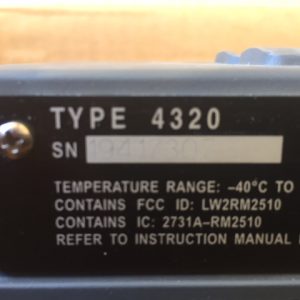 TYPE 4320
SN
TEMPERATURE RANGE: –40°C TO
CONTAINS FCC ID: LW2RM2510
CONTAINS IC: 2731A–RM2510
REFER TO INSTRUCTION MANUAL